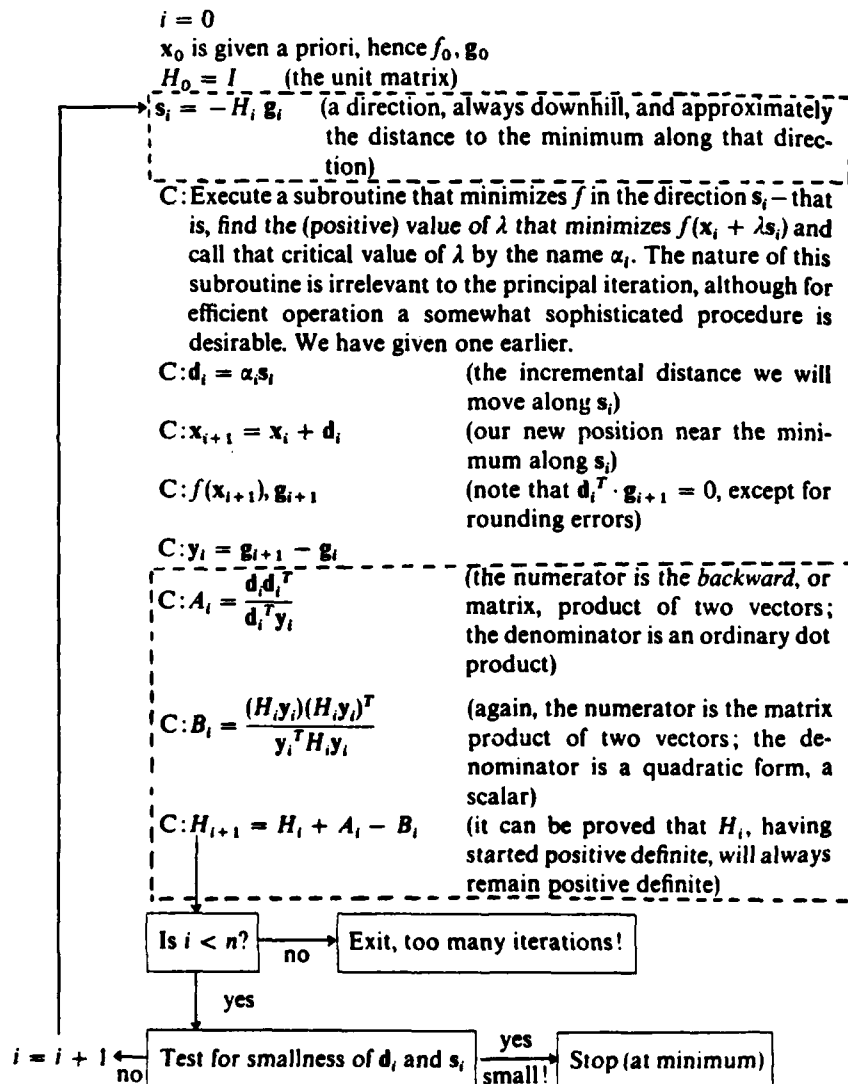 i = 0
x₀ is given a priori, hence f₀, g₀
H₀ = I (the unit matrix)
sᵢ = −Hᵢ gᵢ (a direction, always downhill, and approximately
the distance to the minimum along that direc-
tion)
C: Execute a subroutine that minimizes f in the direction sᵢ – that
is, find the (positive) value of λ that minimizes f(xᵢ + λsᵢ) and
call that critical value of λ by the name αᵢ. The nature of this
subroutine is irrelevant to the principal iteration, although for
efficient operation a somewhat sophisticated procedure is
desirable. We have given one earlier.
C: dᵢ = αᵢsᵢ (the incremental distance we will
move along sᵢ)
C: xᵢ₊₁ = xᵢ + dᵢ (our new position near the mini-
mum along sᵢ)
C: f(xᵢ₊₁), gᵢ₊₁ (note that dᵢᵀ · gᵢ₊₁ = 0, except for
rounding errors)
C: yᵢ = gᵢ₊₁ − gᵢ
C: Aᵢ = dᵢdᵢᵀ / dᵢᵀyᵢ (the numerator is the backward, or
matrix, product of two vectors;
the denominator is an ordinary dot
product)
C: Bᵢ = (Hᵢyᵢ)(Hᵢyᵢ)ᵀ / yᵢᵀHᵢyᵢ (again, the numerator is the matrix
product of two vectors; the de-
nominator is a quadratic form, a
scalar)
C: Hᵢ₊₁ = Hᵢ + Aᵢ − Bᵢ (it can be proved that Hᵢ, having
started positive definite, will always
remain positive definite)
Is i < n? no Exit, too many iterations!
yes
i = i + 1 no Test for smallness of dᵢ and sᵢ yes small! Stop (at minimum)